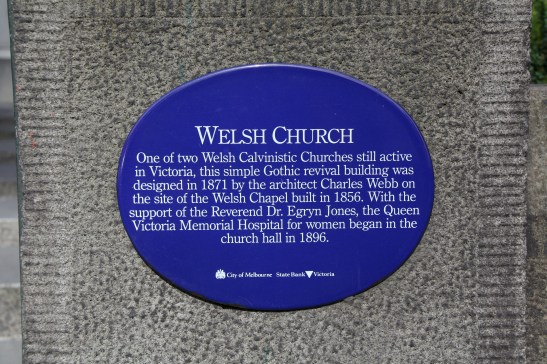 WELSH CHURCH
One of two Welsh Calvinistic Churches still active
in Victoria, this simple Gothic revival building was
designed in 1871 by the architect Charles Webb on
the site of the Welsh Chapel built in 1856. With the
support of the Reverend Dr. Egryn Jones, the Queen
Victoria Memorial Hospital for women began in the
church hall in 1896.
City of Melbourne State Bank Victoria